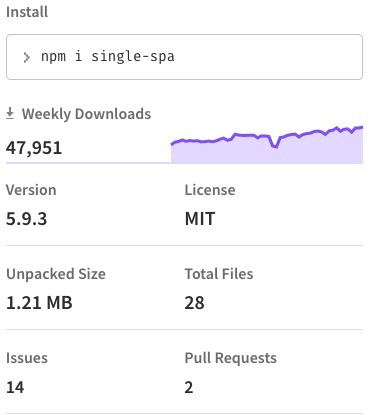 Install
> npm i single-spa
Weekly Downloads
47,951
Version
License
5.9.3
MIT
Unpacked Size
Total Files
1.21 MB
28
Issues
Pull Requests
14
2